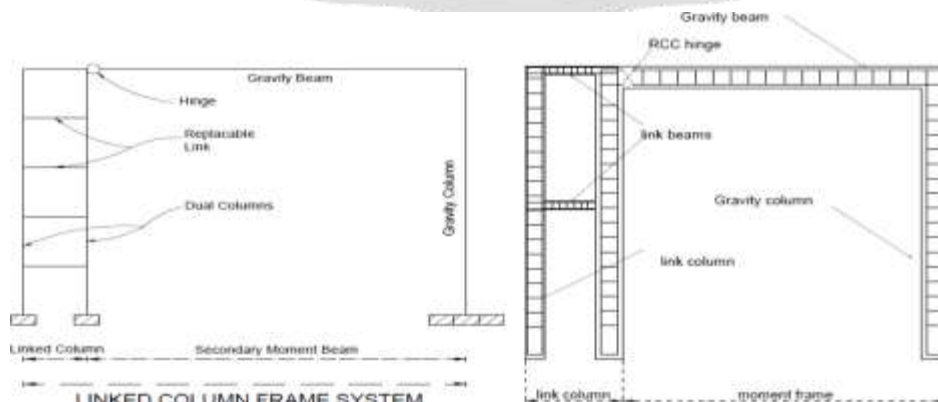 Gravity Beam
Hinge
Replacable
Link
Dual Columns
Gravity Column
Linked Column
Secondary Moment Beam
LINKED COLUMN FRAME SYSTEM
Gravity beam
RCC hinge
link beams
Gravity column
link column
link column
moment frame